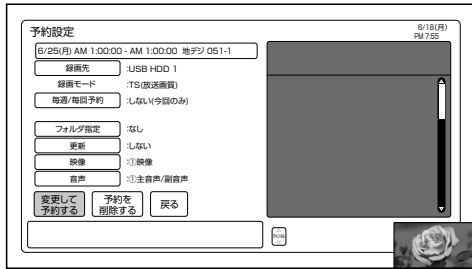 予約設定
6/18(月)
PM 7:55
6/25(月) AM 1:00:00 - AM 1:00:00 地デジ 051-1
録画先 :USB HDD 1
録画モード :TS(放送画質)
毎週/毎回予約 :しない(今回のみ)
フォルダ指定 :なし
更新 :しない
映像 :①映像
音声 :①主音声/副音声
変更して
予約する
予約を
削除する
戻る
チャンネル